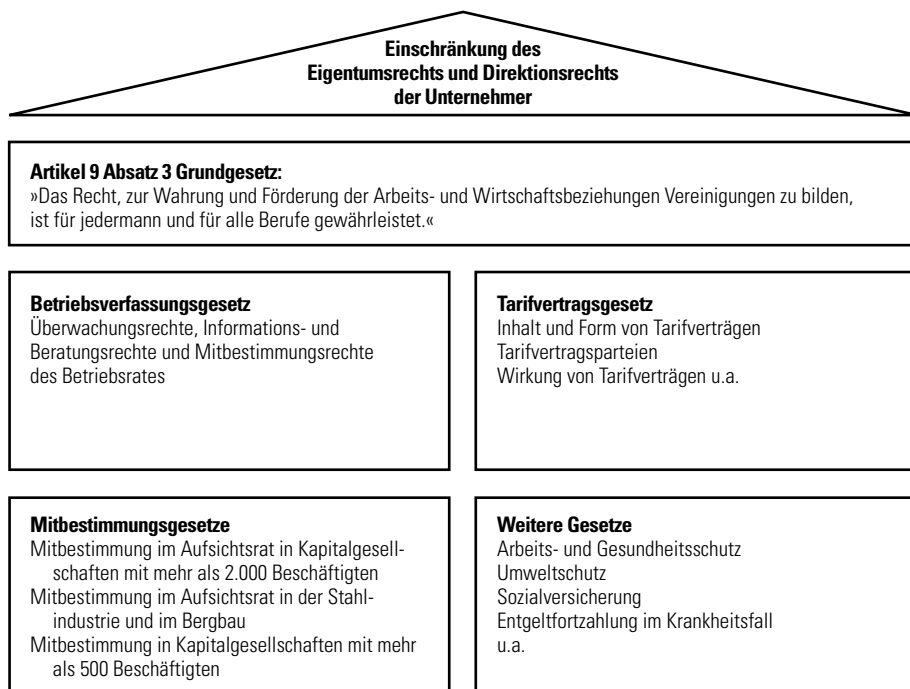 Einschränkung des
Eigentumsrechts und Direktionsrechts
der Unternehmer
Artikel 9 Absatz 3 Grundgesetz:
»Das Recht, zur Wahrung und Förderung der Arbeits- und Wirtschaftsbeziehungen Vereinigungen zu bilden,
ist für jedermann und für alle Berufe gewährleistet.«
Betriebsverfassungsgesetz
Überwachungsrechte, Informations- und
Beratungsrechte und Mitbestimmungsrechte
des Betriebsrates
Tarifvertragsgesetz
Inhalt und Form von Tarifverträgen
Tarifvertragsparteien
Wirkung von Tarifverträgen u.a.
Mitbestimmungsgesetze
Mitbestimmung im Aufsichtsrat in Kapitalgesell-
schaften mit mehr als 2.000 Beschäftigten
Mitbestimmung im Aufsichtsrat in der Stahl-
industrie und im Bergbau
Mitbestimmung in Kapitalgesellschaften mit mehr
als 500 Beschäftigten
Weitere Gesetze
Arbeits- und Gesundheitsschutz
Umweltschutz
Sozialversicherung
Entgeltfortzahlung im Krankheitsfall
u.a.